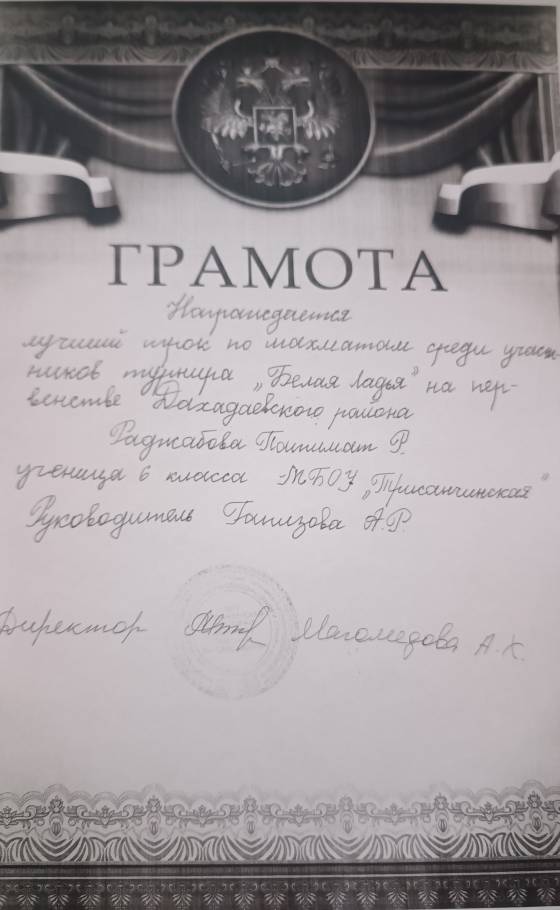 ГРАМОТА
Награждается
лучший игрок по шахматам среди участ-
ников турнира „Белая Ладья" на пер-
венстве Дахадаевского района
Раджабова Патимат Р.
ученица 6 класса МБОУ „Трисанчинская"
Руководитель Гапизова А.Р.
Директор Магомедова А.К.